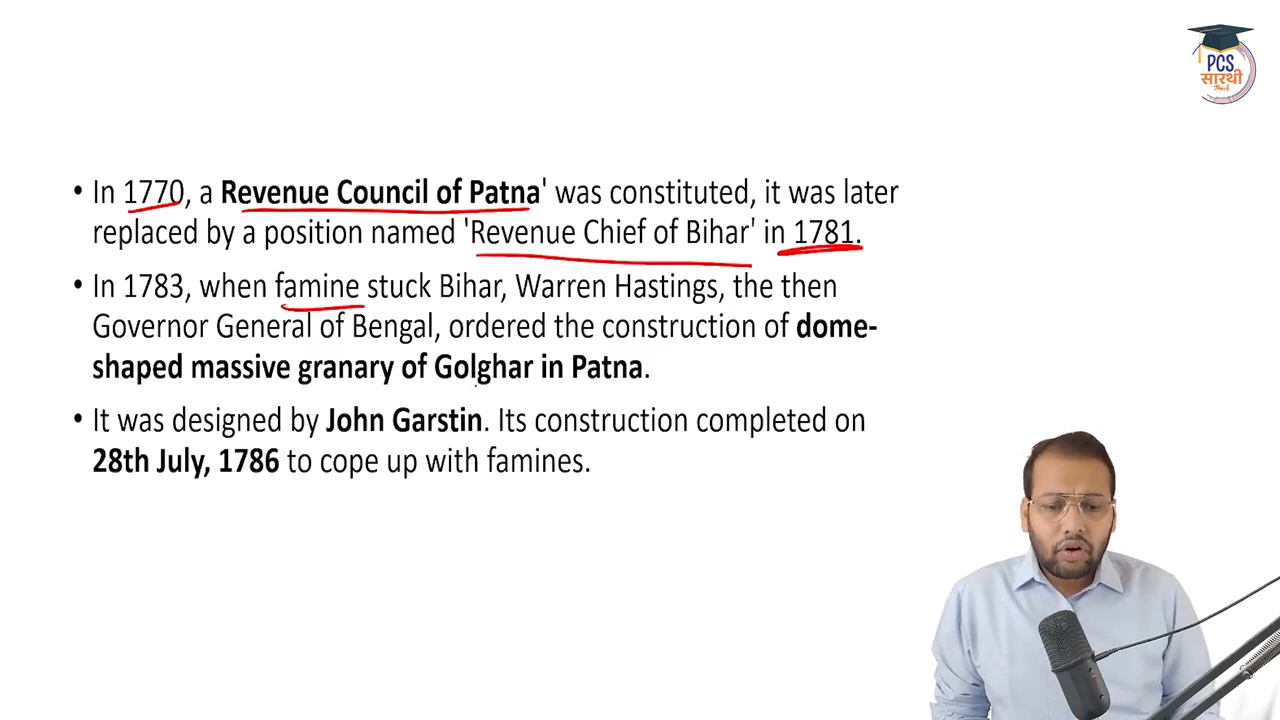 PCS
सारथी
• In 1770, a Revenue Council of Patna' was constituted, it was later
replaced by a position named 'Revenue Chief of Bihar' in 1781.
• In 1783, when famine stuck Bihar, Warren Hastings, the then
Governor General of Bengal, ordered the construction of dome-
shaped massive granary of Golghar in Patna.
• It was designed by John Garstin. Its construction completed on
28th July, 1786 to cope up with famines.